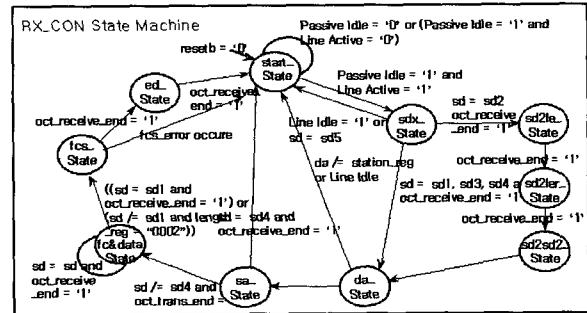 RX_CON State Machine
Passive Idle = '0' or (Passive Idle = '1' and
Line Active = '0')
resetb = '0'
start_
State
ed_
State
oct_receive_
end = '1'
Passive Idle = '1' and
Line Active = '1'
oct_receive_end = '1'
fcs_error occure
Line Idle = '1' or
sd = sd5
sdx_
State
sd = sd2
oct_receive
_end = '1'
sd2le_
State
fcs_
State
da /= station_reg
or Line Idle
oct_receive_end = '1'
((sd = sd1 and
oct_receive_end = '1') or
(sd /= sd1 and length
_reg = "0002"))
sd = sd4 and
oct_receive_end = '1'
sd = sd1, sd3, sd4 a
oct_receive_end = '1'
sd2ler_
State
oct_receive_end = '1'
fc&data_
State
sd2sd2_
State
sd = sd and
oct_receive
_end = '1'
sd /= sd4 and
oct_trans_end =
sa_
State
da_
State